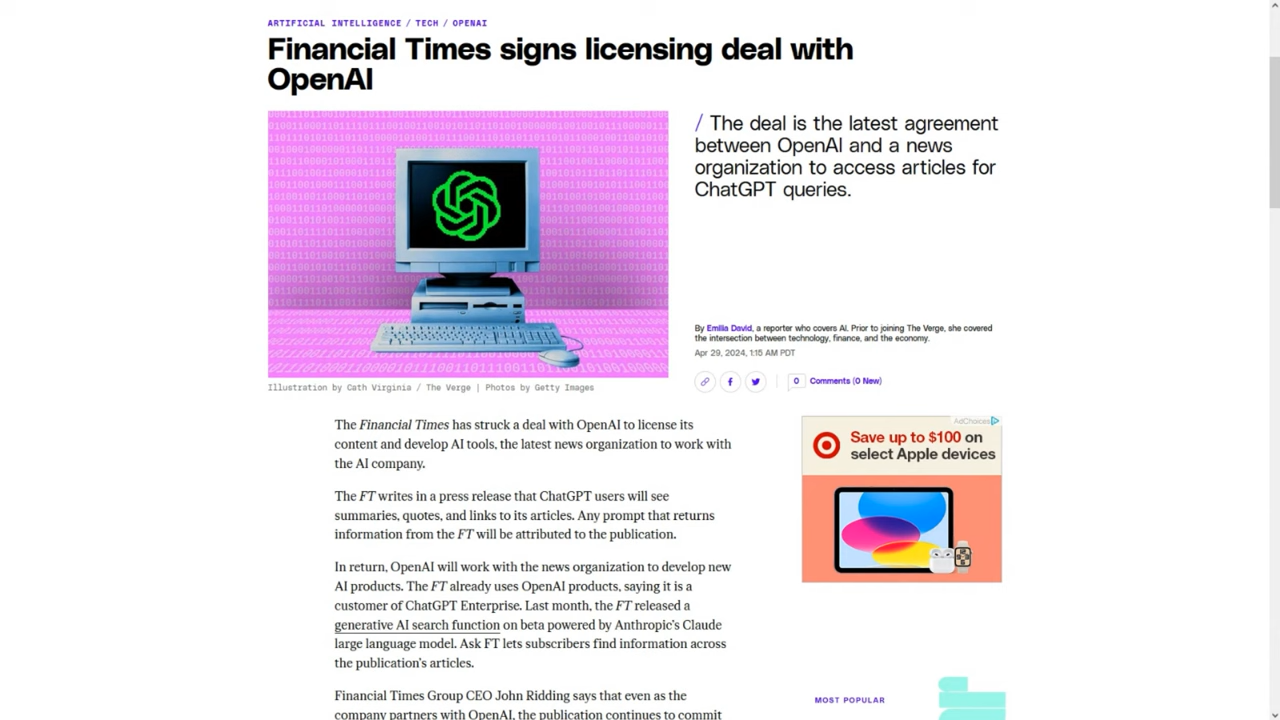 ARTIFICIAL INTELLIGENCE / TECH / OPENAI
Financial Times signs licensing deal with
OpenAI
/ The deal is the latest agreement
between OpenAI and a news
organization to access articles for
ChatGPT queries.
By Emilia David, a reporter who covers AI. Prior to joining The Verge, she covered
the intersection between technology, finance, and the economy.
Apr 29, 2024, 1:15 AM PDT
0 Comments (0 New)
Illustration by Cath Virginia / The Verge | Photos by Getty Images
The Financial Times has struck a deal with OpenAI to license its
content and develop AI tools, the latest news organization to work with
the AI company.
The FT writes in a press release that ChatGPT users will see
summaries, quotes, and links to its articles. Any prompt that returns
information from the FT will be attributed to the publication.
In return, OpenAI will work with the news organization to develop new
AI products. The FT already uses OpenAI products, saying it is a
customer of ChatGPT Enterprise. Last month, the FT released a
generative AI search function on beta powered by Anthropic's Claude
large language model. Ask FT lets subscribers find information across
the publication's articles.
Financial Times Group CEO John Ridding says that even as the
company partners with OpenAI, the publication continues to commit
AdChoices
Save up to $100 on
select Apple devices
MOST POPULAR